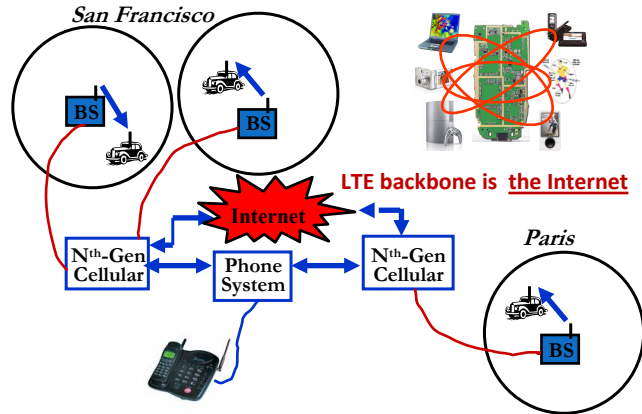 San Francisco
BS
BS
LTE backbone is the Internet
Internet
Nth-Gen
Cellular
Phone
System
Nth-Gen
Cellular
Paris
BS